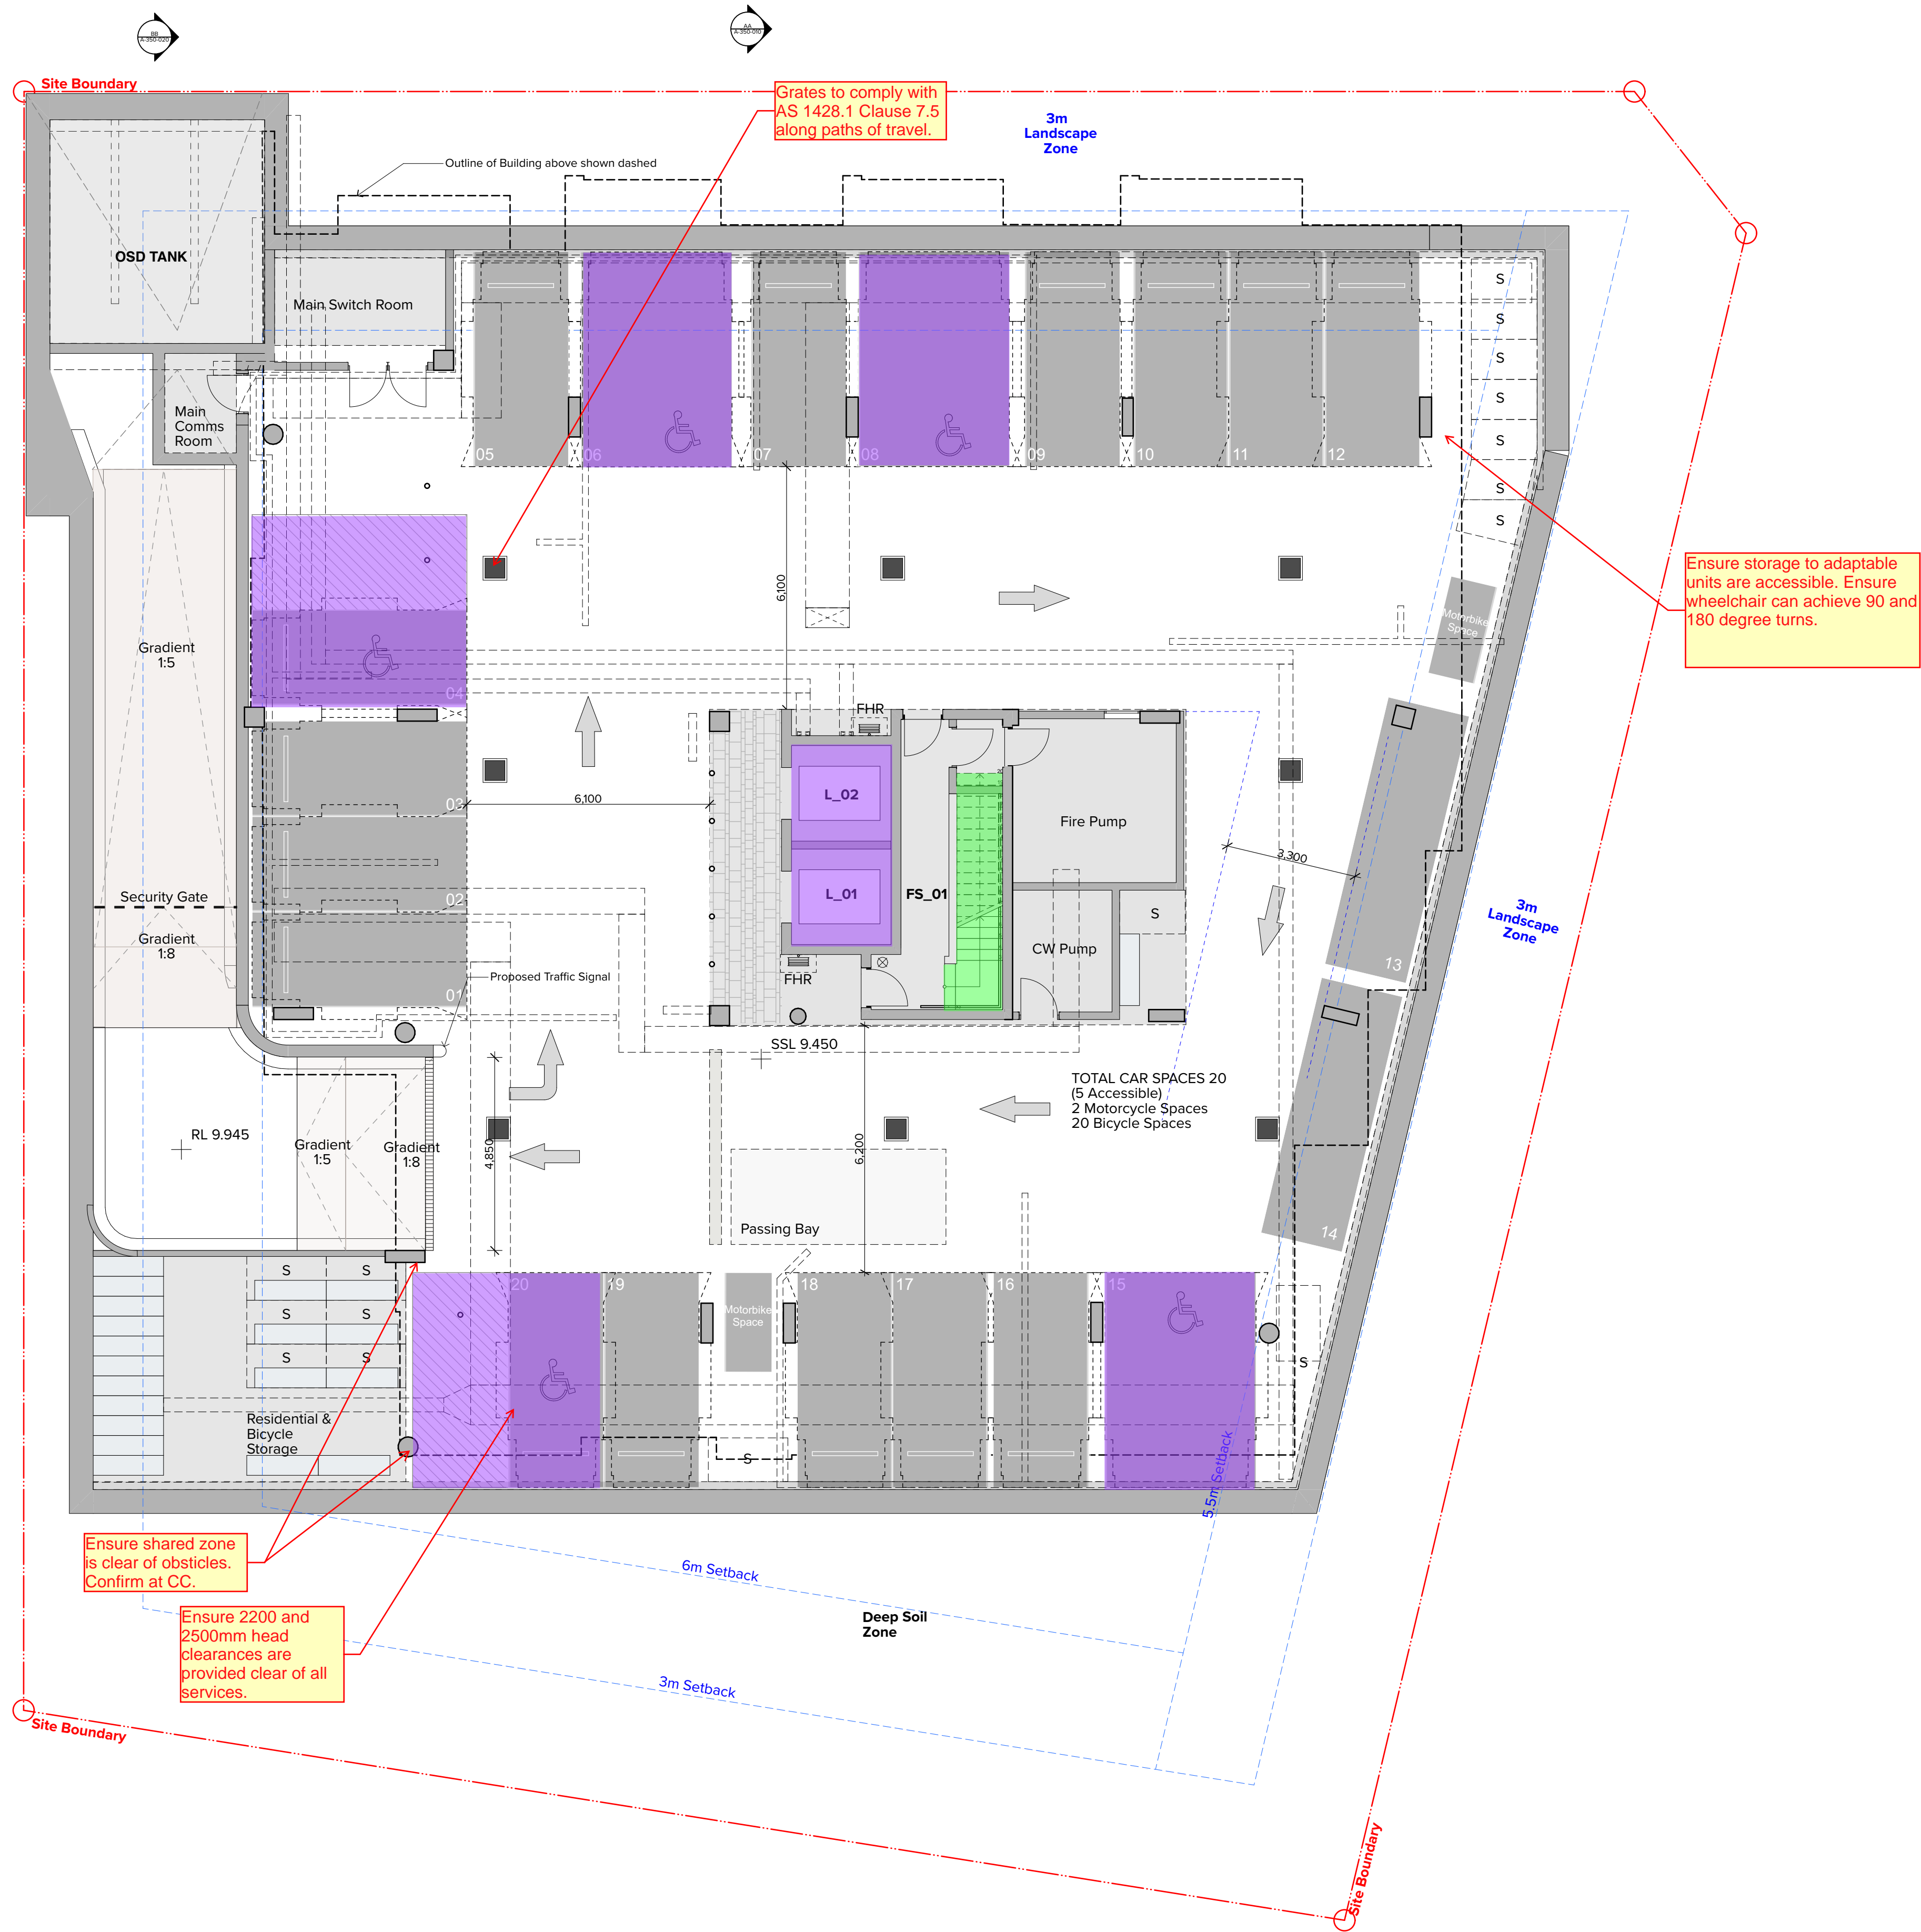 BB
A-350-020
AA
A-350-010
Site Boundary
Grates to comply with
AS 1428.1 Clause 7.5
along paths of travel.
3m
Landscape
Zone
Outline of Building above shown dashed
OSD TANK
Main Switch Room
Main
Comms
Room
05
06
07
08
09
10
11
12
S
S
S
S
S
S
S
Ensure storage to adaptable
units are accessible. Ensure
wheelchair can achieve 90 and
180 degree turns.
6,100
Motorbike
Space
Gradient
1:5
04
FHR
L_02
Fire Pump
03
6,100
3,300
Security Gate
02
L_01
FS_01
S
3m
Landscape
Zone
Gradient
1:8
CW Pump
13
01
Proposed Traffic Signal
FHR
SSL 9.450
TOTAL CAR SPACES 20
(5 Accessible)
2 Motorcycle Spaces
20 Bicycle Spaces
RL 9.945
Gradient
1:5
Gradient
1:8
4,850
6,200
Passing Bay
14
S
S
S
S
S
S
20
19
Motorbike
Space
18
17
16
15
S
Residential &
Bicycle
Storage
S
5.5m Setback
Ensure shared zone
is clear of obsticles.
Confirm at CC.
6m Setback
Ensure 2200 and
2500mm head
clearances are
provided clear of all
services.
Deep Soil
Zone
3m Setback
Site Boundary
Site Boundary